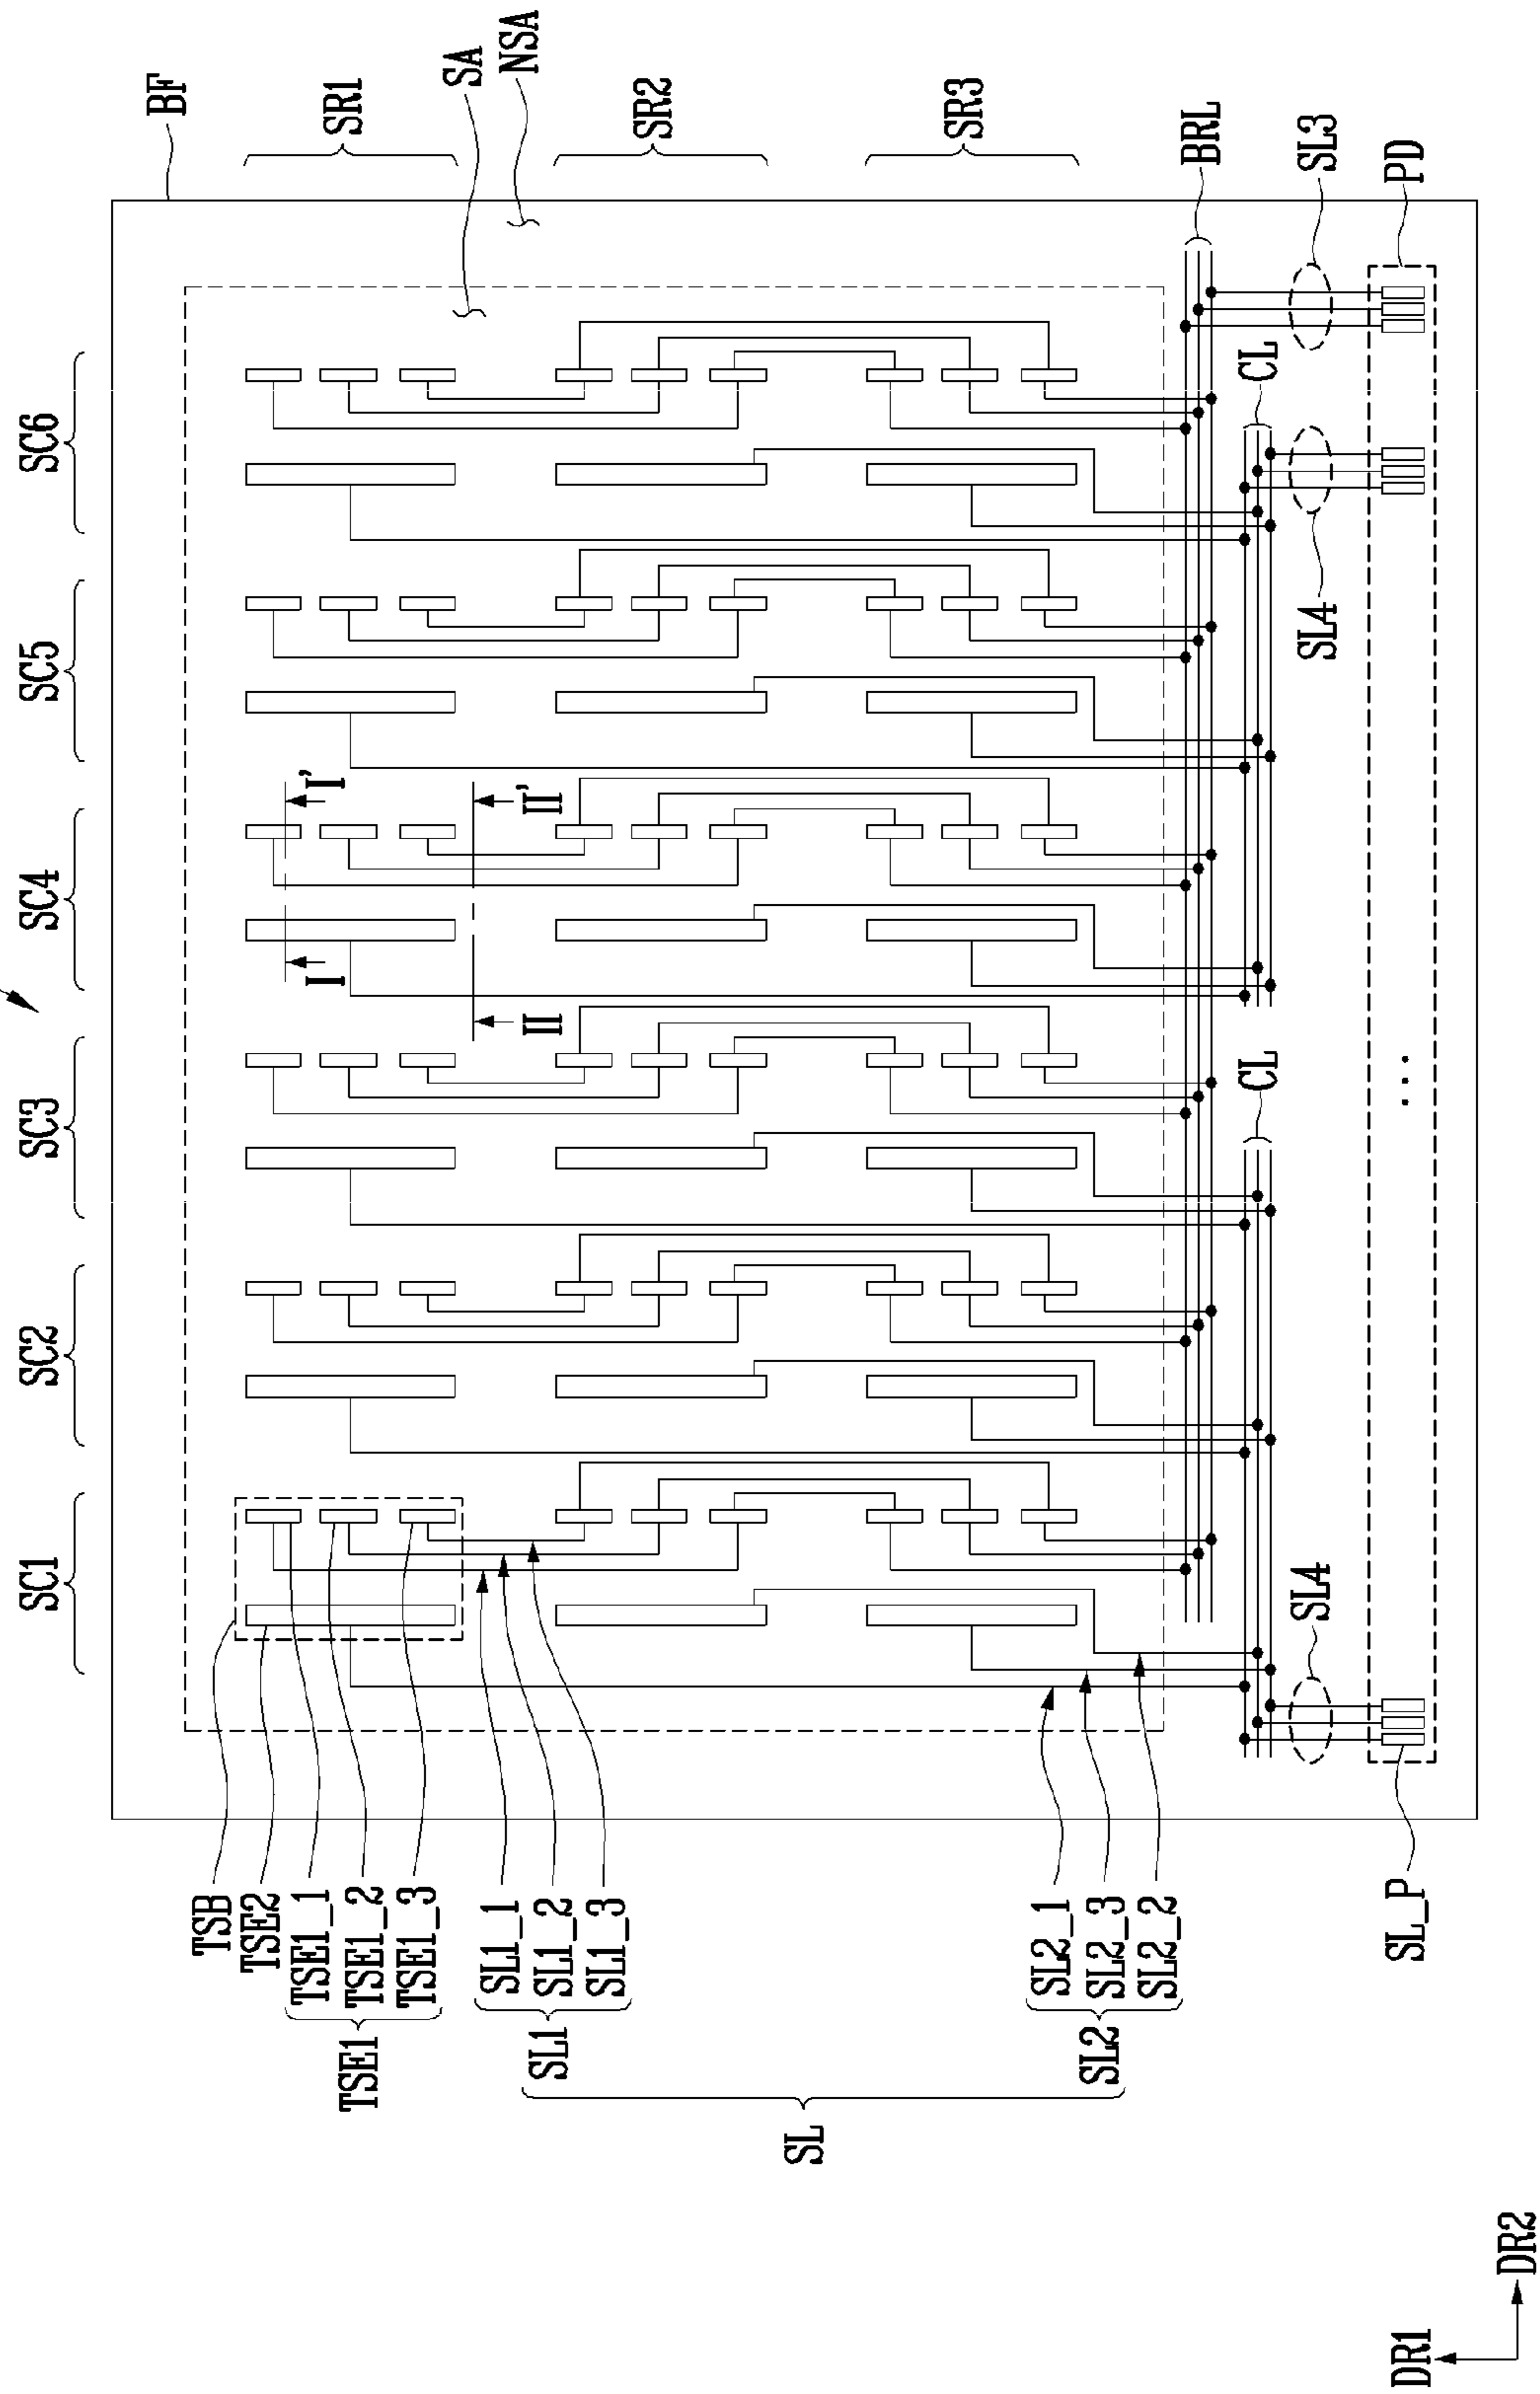 SC1
SC2
SC3
SC4
SC5
SC6
BF
SR1
SA
NSA
SR2
SR3
BRL
SL3
PD
CL
SL4
I
I'
II
II'
CL
SL4
TSB
TSE2
TSE1_1
TSE1_2
TSE1_3
TSE1
SL1_1
SL1_2
SL1_3
SL1
SL2_1
SL2_3
SL2_2
SL2
SL
SL_P
...
DR1
DR2